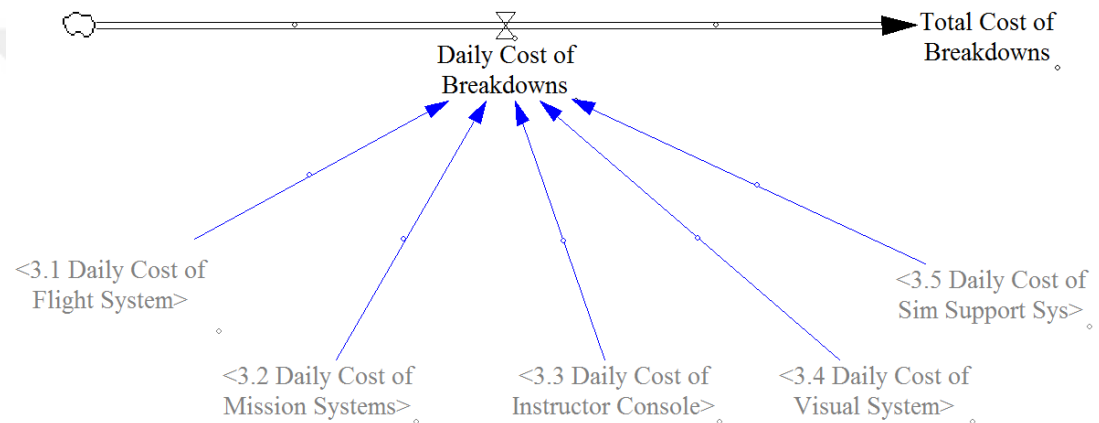 Total Cost of
Breakdowns
Daily Cost of
Breakdowns
<3.1 Daily Cost of
Flight System>
<3.2 Daily Cost of
Mission Systems>
<3.3 Daily Cost of
Instructor Console>
<3.4 Daily Cost of
Visual System>
<3.5 Daily Cost of
Sim Support Sys>